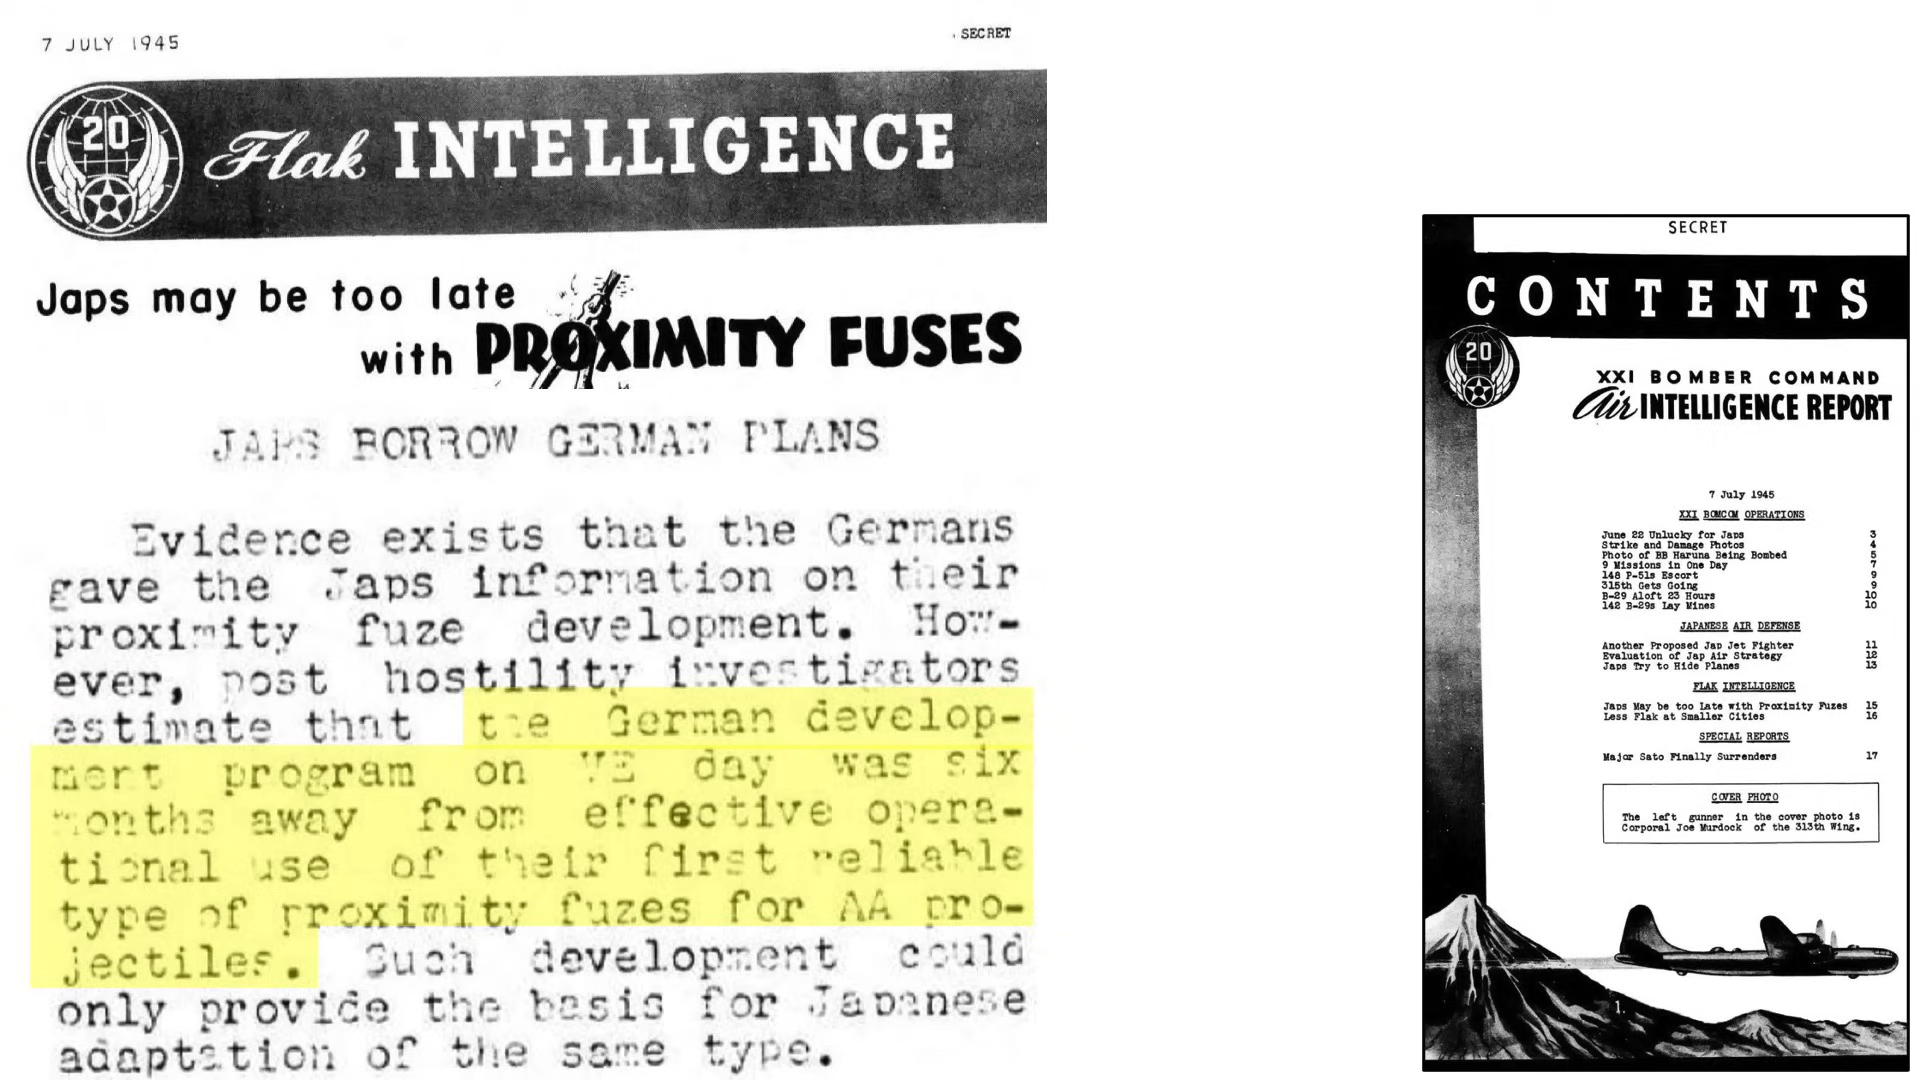 7 JULY 1945
SECRET
20
Flak INTELLIGENCE
Japs may be too late
with PROXIMITY FUSES
JAPS BORROW GERMAN PLANS
Evidence exists that the Germans
gave the Japs information on their
proximity fuze development. How-
ever, post hostility investigators
estimate that the German develop-
ment program on VE day was six
months away from effective opera-
tional use of their first reliable
type of proximity fuzes for AA pro-
jectiles. Such development could
only provide the basis for Japanese
adaptation of the same type.
SECRET
CONTENTS
20
XXI BOMBER COMMAND
Air INTELLIGENCE REPORT
7 July 1945
XXI BOMCOM OPERATIONS
June 22 Unlucky for Japs 3
Strike and Damage Photos 4
Photo of BB Haruna Being Bombed 5
9 Missions in One Day 7
148 P-51s Escort 9
315th Gets Going 9
B-29 Aloft 23 Hours 10
142 B-29s Lay Mines 10
JAPANESE AIR DEFENSE
Another Proposed Jap Jet Fighter 11
Evaluation of Jap Air Strategy 12
Japs Try to Hide Planes 13
FLAK INTELLIGENCE
Japs May be too Late with Proximity Fuzes 15
Less Flak at Smaller Cities 16
SPECIAL REPORTS
Major Sato Finally Surrenders 17
COVER PHOTO
The left gunner in the cover photo is
Corporal Joe Murdock of the 313th Wing.
1.